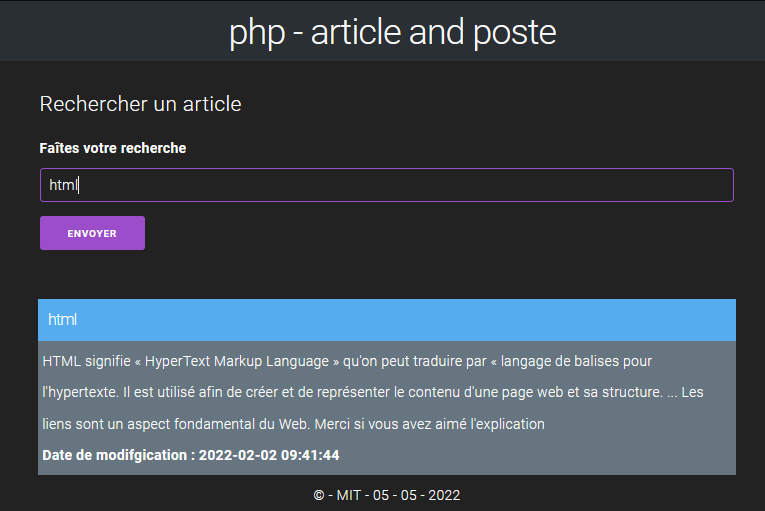 php - article and poste
Rechercher un article
Faîtes votre recherche
html
ENVOYER
html
HTML signifie « HyperText Markup Language » qu'on peut traduire par « langage de balises pour
l'hypertexte. Il est utilisé afin de créer et de représenter le contenu d'une page web et sa structure. ... Les
liens sont un aspect fondamental du Web. Merci si vous avez aimé l'explication
Date de modifgication : 2022-02-02 09:41:44
© - MIT - 05 - 05 - 2022